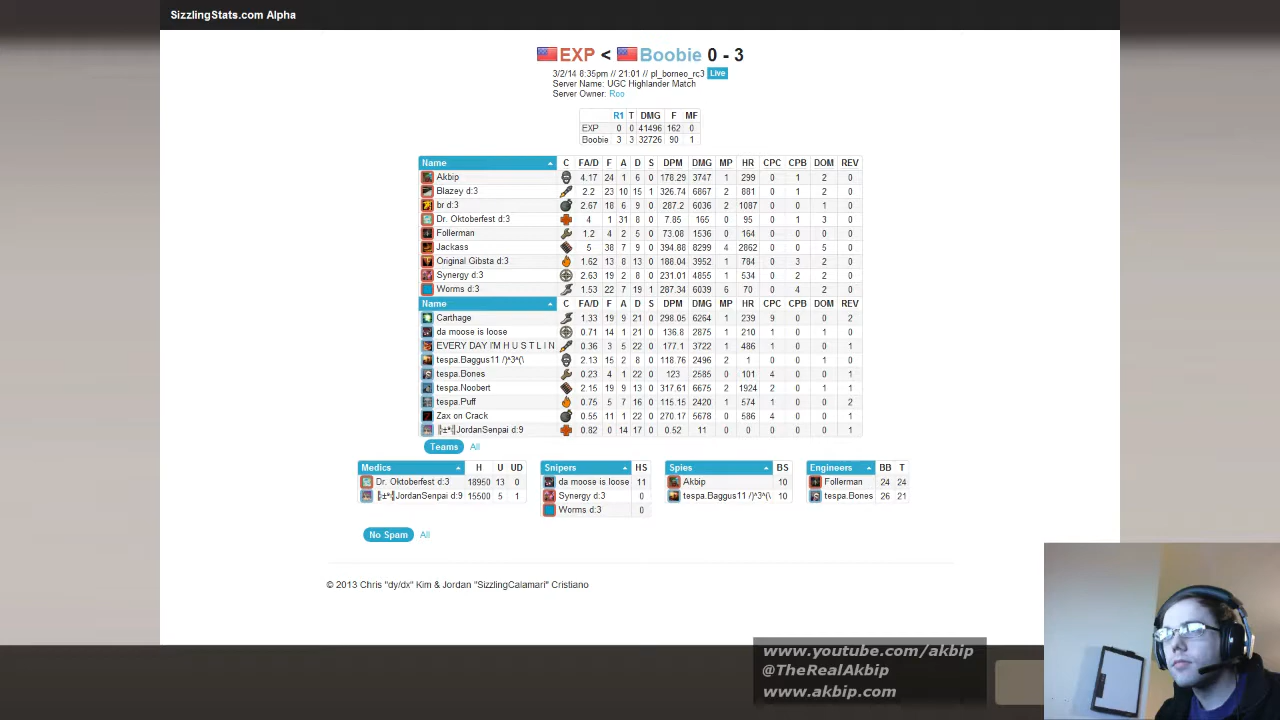 SizzlingStats.com Alpha
EXP < Boobie 0 - 3
3/2/14 8:35pm // 21:01 // pl_borneo_rc3 Live
Server Name: UGC Highlander Match
Server Owner: Roo
R1 T DMG F MF
EXP 0 0 41496 162 0
Boobie 3 3 32726 90 1
Name C FA/D F A D S DPM DMG MP HR CPC CPB DOM REV
Akbip 4.17 24 1 6 0 178.29 3747 1 299 0 1 2 0
Blazey d:3 2.2 23 10 15 1 326.74 6867 2 881 0 1 2 0
br d:3 2.67 18 6 9 0 287.2 6036 2 1087 0 0 1 0
Dr. Oktoberfest d:3 4 1 31 8 0 7.85 165 0 95 0 1 3 0
Follerman 1.2 4 2 5 0 73.08 1536 0 164 0 0 0 0
Jackass 5 38 7 9 0 394.88 8299 4 2862 0 0 5 0
Original Gibsta d:3 1.62 13 8 13 0 188.04 3952 1 784 0 3 2 0
Synergy d:3 2.63 19 2 8 0 231.01 4855 1 534 0 2 2 0
Worms d:3 1.53 22 7 19 1 287.34 6039 6 70 0 4 2 0
Name C FA/D F A D S DPM DMG MP HR CPC CPB DOM REV
Carthage 1.33 19 9 21 0 298.05 6264 1 239 9 0 0 2
da moose is loose 0.71 14 1 21 0 136.8 2875 1 210 1 0 1 0
EVERY DAY I'M H U S T L I N 0.36 3 5 22 0 177.1 3722 1 486 1 0 0 1
tespa.Baggus11 /)^3^(\ 2.13 15 2 8 0 118.76 2496 2 1 0 0 1 0
tespa.Bones 0.23 4 1 22 0 123 2585 0 101 4 0 0 1
tespa.Noobert 2.15 19 9 13 0 317.61 6675 2 1924 2 0 1 1
tespa.Puff 0.75 5 7 16 0 115.15 2420 1 574 1 0 0 2
Zax on Crack 0.55 11 1 22 0 270.17 5678 0 586 4 0 0 1
JordanSenpai d:9 0.82 0 14 17 0 0.52 11 0 0 0 0 0 1
Teams All
Medics H U UD
Dr. Oktoberfest d:3 18950 13 0
JordanSenpai d:9 15500 5 1
Snipers HS
da moose is loose 11
Synergy d:3 0
Worms d:3 0
Spies BS
Akbip 10
tespa.Baggus11 /)^3^(\ 10
Engineers BB T
Follerman 24 24
tespa.Bones 26 21
No Spam All
© 2013 Chris "dy/dx" Kim & Jordan "SizzlingCalamari" Cristiano
www.youtube.com/akbip
@TheRealAkbip
www.akbip.com